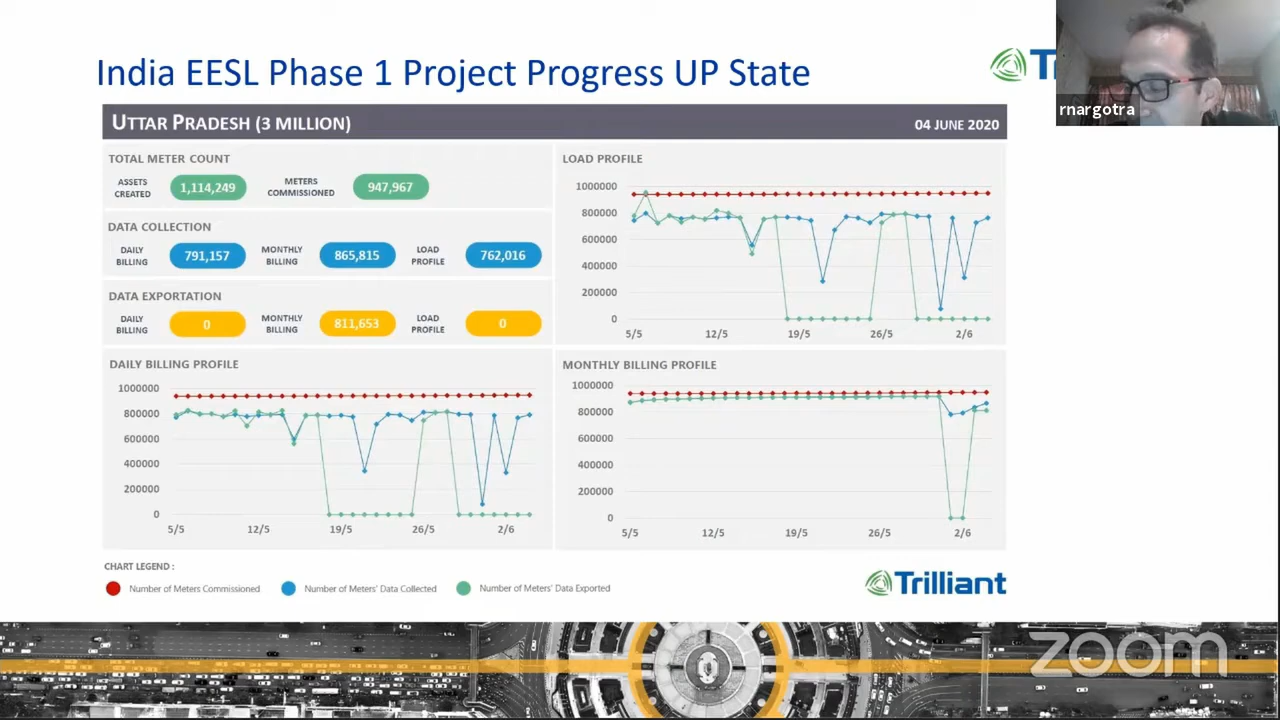 India EESL Phase 1 Project Progress UP State
rnargotra
UTTAR PRADESH (3 MILLION)
04 JUNE 2020
TOTAL METER COUNT
ASSETS
CREATED
1,114,249
METERS
COMMISSIONED
947,967
DATA COLLECTION
DAILY
BILLING
791,157
MONTHLY
BILLING
865,815
LOAD
PROFILE
762,016
DATA EXPORTATION
DAILY
BILLING
0
MONTHLY
BILLING
811,653
LOAD
PROFILE
0
LOAD PROFILE
1000000
800000
600000
400000
200000
0
5/5 12/5 19/5 26/5 2/6
DAILY BILLING PROFILE
1000000
800000
600000
400000
200000
0
5/5 12/5 19/5 26/5 2/6
MONTHLY BILLING PROFILE
1000000
800000
600000
400000
200000
0
5/5 12/5 19/5 26/5 2/6
CHART LEGEND :
Number of Meters Commissioned
Number of Meters' Data Collected
Number of Meters' Data Exported
Trilliant
zoom